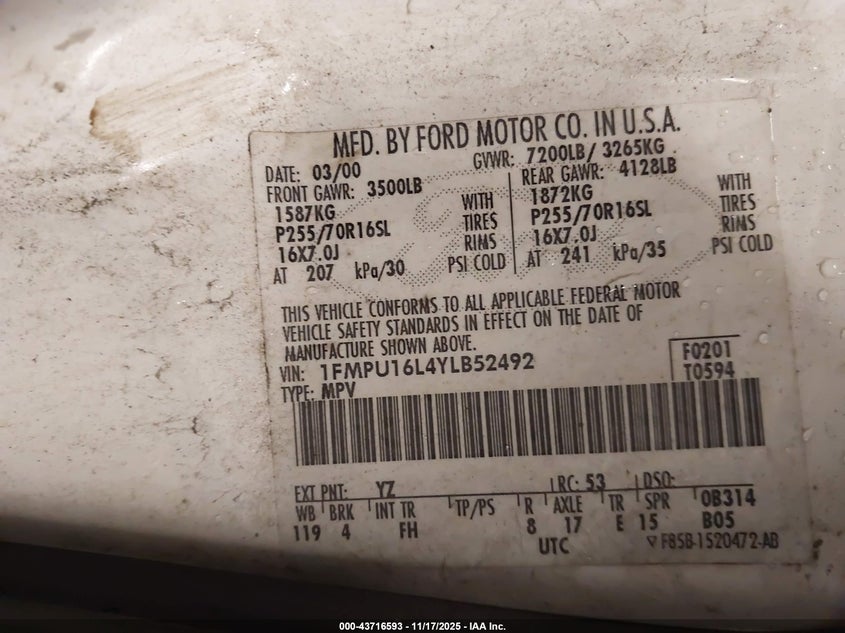 MFD. BY FORD MOTOR CO. IN U.S.A.
DATE: 03/00 GVWR: 7200LB/ 3265KG
FRONT GAWR: 3500LB REAR GAWR: 4128LB
1587KG WITH 1872KG WITH
P255/70R16SL TIRES P255/70R16SL TIRES
16X7.0J RIMS 16X7.0J RIMS
AT 207 kPa/30 PSI COLD AT 241 kPa/35 PSI COLD
THIS VEHICLE CONFORMS TO ALL APPLICABLE FEDERAL MOTOR
VEHICLE SAFETY STANDARDS IN EFFECT ON THE DATE OF
MANUFACTURE SHOWN ABOVE.
VIN: 1FMPU16L4YLB52492 F0201
TYPE: MPV T0594
EXT PNT: YZ RC: 53 DSO:
WB BRK INT TR TP/PS R AXLE TR SPR 0B314
119 4 FH 8 17 E 15 B05
UTC ▽ F85B-1520472-AB
000-43716593 - 11/17/2025 - IAA Inc.